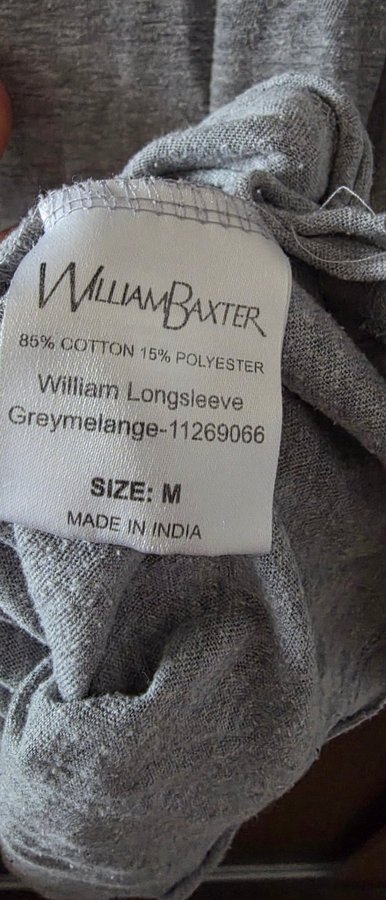 WILLIAMBAXTER
85% COTTON 15% POLYESTER
William Longsleeve
Greymelange-11269066
SIZE: M
MADE IN INDIA